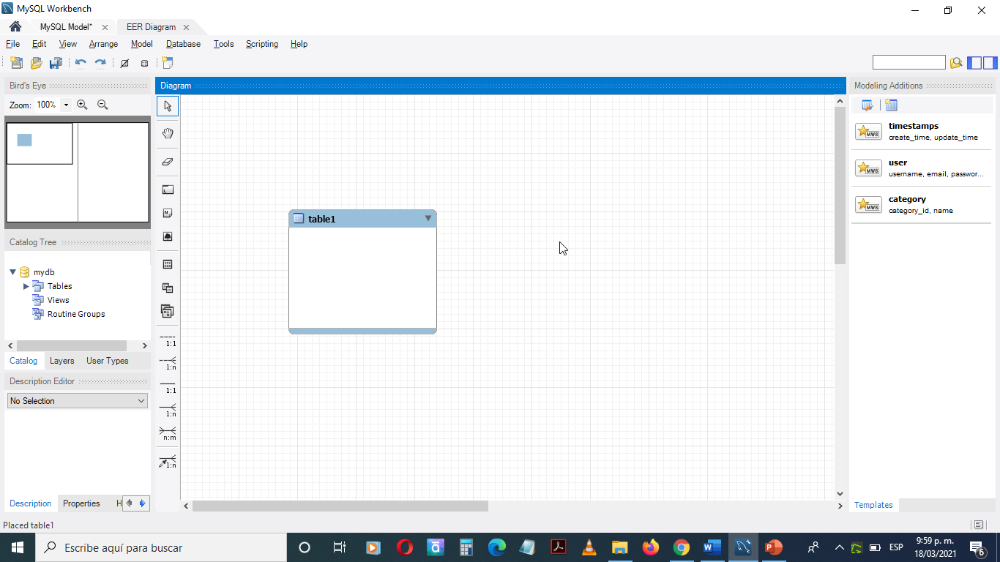 MySQL Workbench
MySQL Model*
EER Diagram
File Edit View Arrange Model Database Tools Scripting Help
Bird's Eye
Zoom: 100%
Catalog Tree
mydb
Tables
Views
Routine Groups
Catalog Layers User Types
Description Editor
No Selection
Description Properties H
Placed table1
Diagram
1:1
1:n
1:1
1:n
n:m
1:n
table1
Modeling Additions
MWB
timestamps
create_time, update_time
MWB
user
username, email, passwor...
MWB
category
category_id, name
Templates
Escribe aquí para buscar
ESP
9:59 p. m.
18/03/2021
6